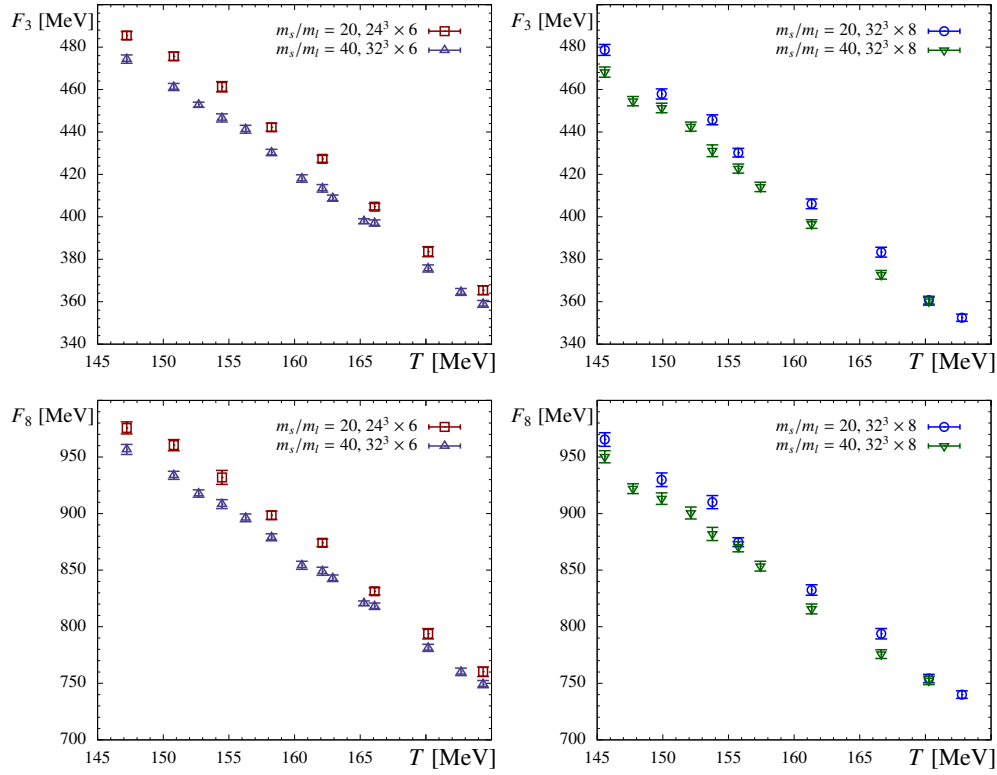 F₃ [MeV]
480
460
440
420
400
380
360
340
145 150 155 160 165 170
T [MeV]
mₛ/mₗ = 20, 24³ × 6
mₛ/mₗ = 40, 32³ × 6
F₃ [MeV]
480
460
440
420
400
380
360
340
145 150 155 160 165 170
T [MeV]
mₛ/mₗ = 20, 32³ × 8
mₛ/mₗ = 40, 32³ × 8
F₈ [MeV]
950
900
850
800
750
700
145 150 155 160 165 170
T [MeV]
mₛ/mₗ = 20, 24³ × 6
mₛ/mₗ = 40, 32³ × 6
F₈ [MeV]
950
900
850
800
750
700
145 150 155 160 165 170
T [MeV]
mₛ/mₗ = 20, 32³ × 8
mₛ/mₗ = 40, 32³ × 8